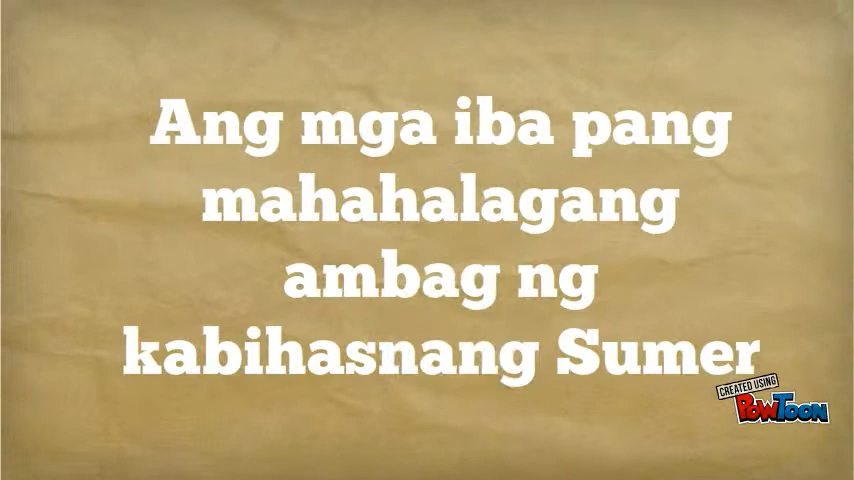 Ang mga iba pang
mahahalagang
ambag ng
kabihasnang Sumer
CREATED USING
POWTOON